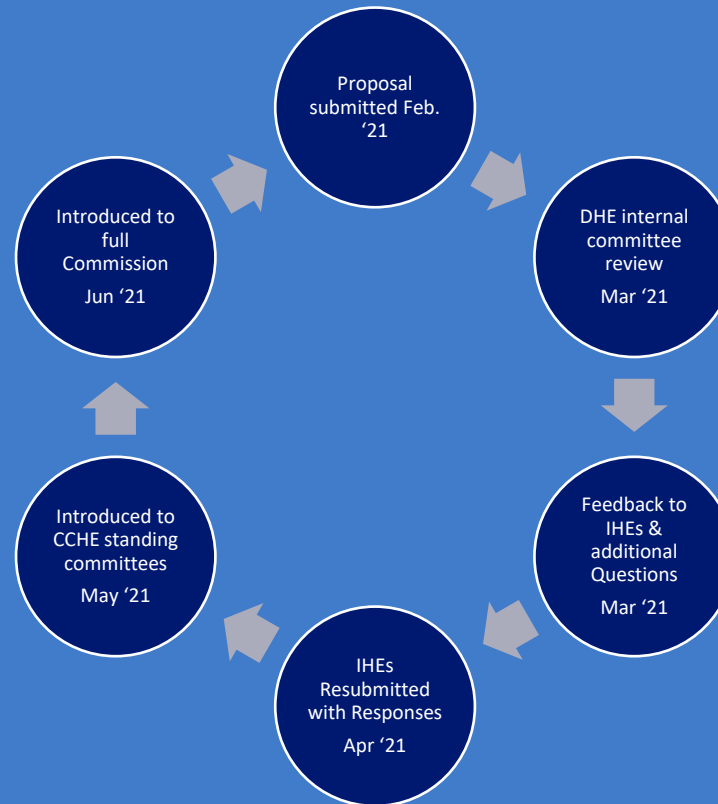 Proposal
submitted Feb.
‘21
DHE internal
committee
review
Mar ‘21
Feedback to
IHEs &
additional
Questions
Mar ‘21
IHEs
Resubmitted
with Responses
Apr ‘21
Introduced to
CCHE standing
committees
May ‘21
Introduced to
full
Commission
Jun ‘21